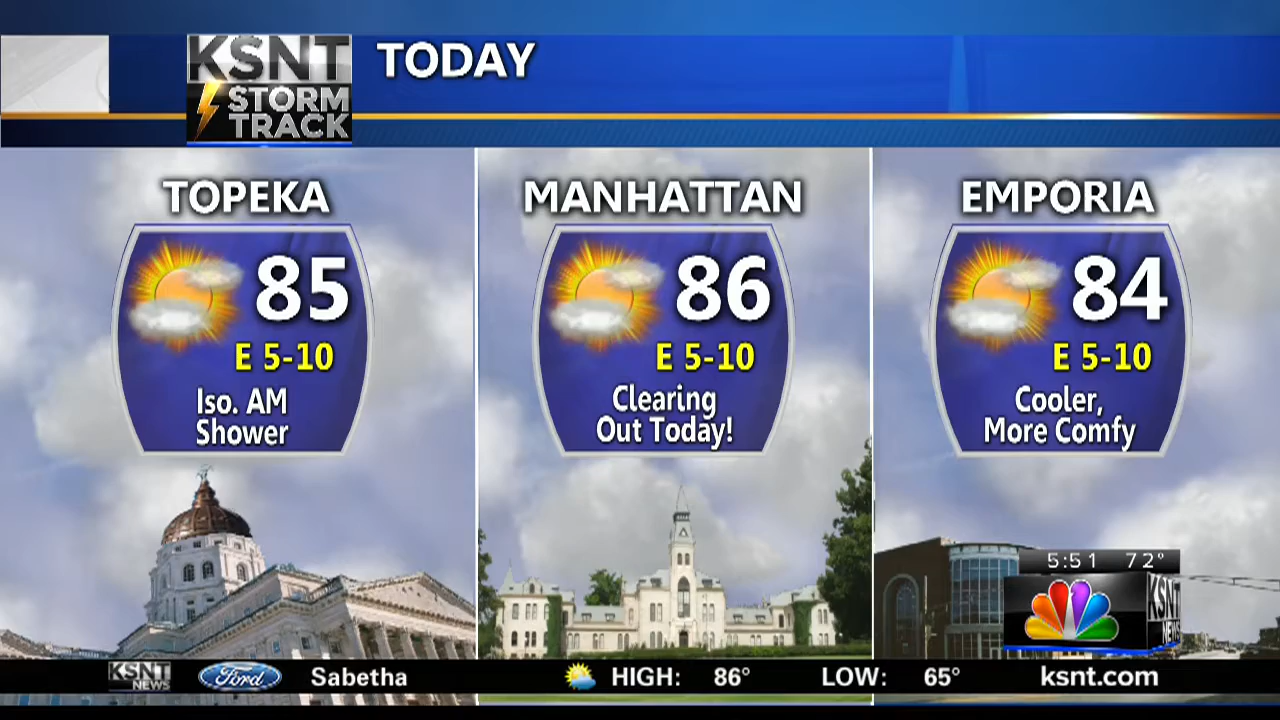 KSNT
STORM
TRACK
TODAY
TOPEKA
85
E 5-10
Iso. AM
Shower
MANHATTAN
86
E 5-10
Clearing
Out Today!
EMPORIA
84
E 5-10
Cooler,
More Comfy
5:51 72°
KSNT
NEWS
KSNT
NEWS
Ford
Sabetha
HIGH: 86° LOW: 65°
ksnt.com